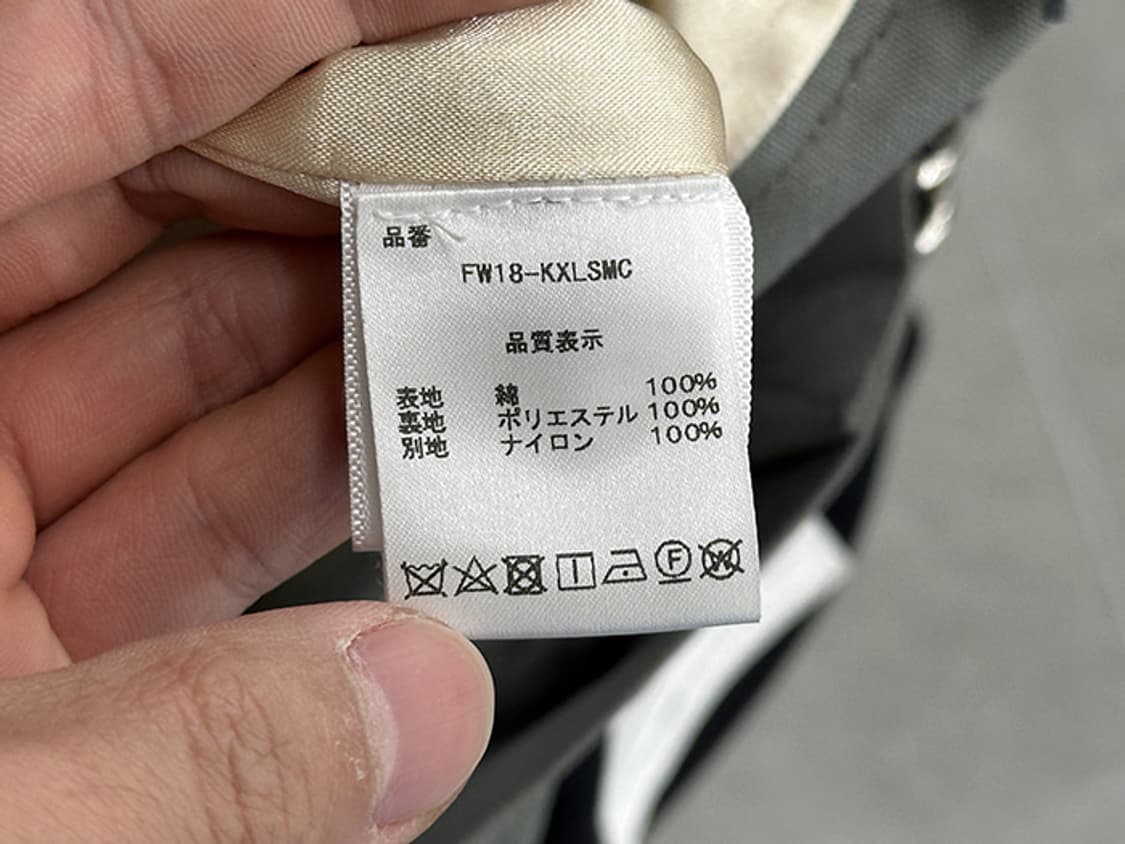 品番
FW18-KXLSMC
品質表示
表地 綿 100%
裏地 ポリエステル 100%
別地 ナイロン 100%
F
W